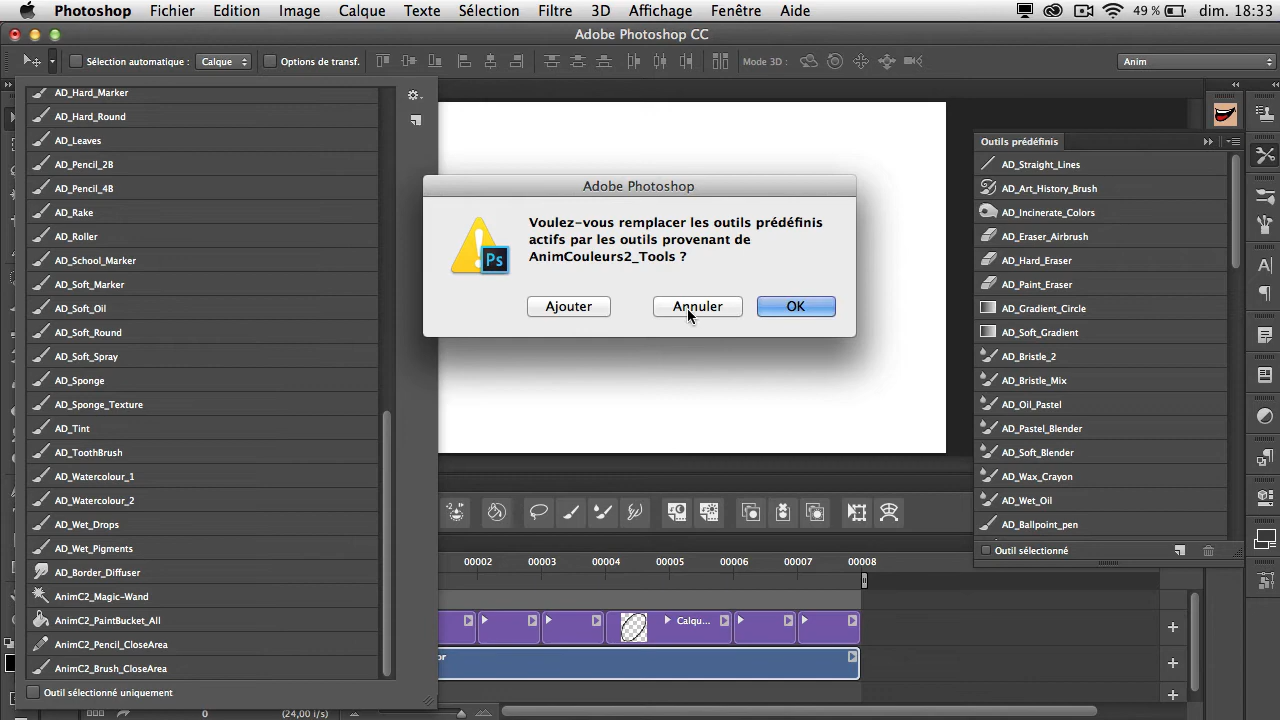 Photoshop Fichier Edition Image Calque Texte Sélection Filtre 3D Affichage Fenêtre Aide 49 % dim. 18:33
Adobe Photoshop CC
Sélection automatique : Calque Options de transf. Mode 3D : Anim
AD_Hard_Marker
AD_Hard_Round
AD_Leaves
AD_Pencil_2B
AD_Pencil_4B
AD_Rake
AD_Roller
AD_School_Marker
AD_Soft_Marker
AD_Soft_Oil
AD_Soft_Round
AD_Soft_Spray
AD_Sponge
AD_Sponge_Texture
AD_Tint
AD_ToothBrush
AD_Watercolour_1
AD_Watercolour_2
AD_Wet_Drops
AD_Wet_Pigments
AD_Border_Diffuser
AnimC2_Magic-Wand
AnimC2_PaintBucket_All
AnimC2_Pencil_CloseArea
AnimC2_Brush_CloseArea
Outil sélectionné uniquement
Adobe Photoshop
Voulez-vous remplacer les outils prédéfinis
actifs par les outils provenant de
AnimCouleurs2_Tools ?
Ajouter Annuler OK
Ps
Outils prédéfinis
AD_Straight_Lines
AD_Art_History_Brush
AD_Incinerate_Colors
AD_Eraser_Airbrush
AD_Hard_Eraser
AD_Paint_Eraser
AD_Gradient_Circle
AD_Soft_Gradient
AD_Bristle_2
AD_Bristle_Mix
AD_Oil_Pastel
AD_Pastel_Blender
AD_Soft_Blender
AD_Wax_Crayon
AD_Wet_Oil
AD_Ballpoint_pen
Outil sélectionné
00002 00003 00004 00005 00006 00007 00008
Calqu...
or
0 (24,00 i/s)